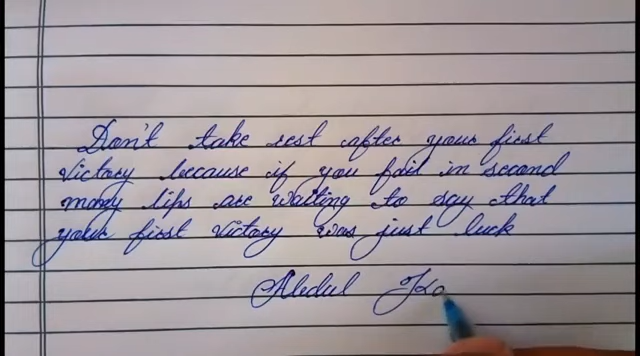 Don't take rest after your first
victory because if you fail in second
many lips are waiting to say that
your first victory was just luck
Abdul Ka